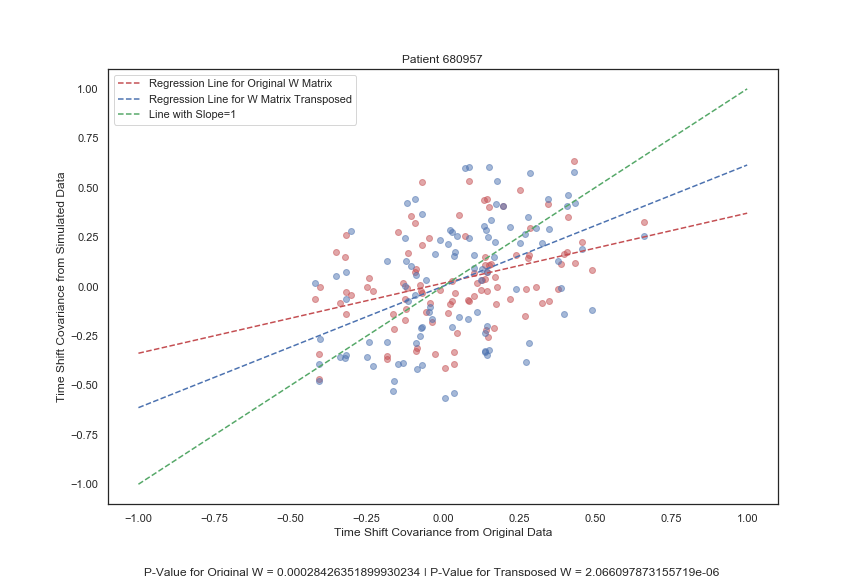 Patient 680957
Regression Line for Original W Matrix
Regression Line for W Matrix Transposed
Line with Slope=1
1.00
0.75
0.50
0.25
0.00
−0.25
−0.50
−0.75
−1.00
Time Shift Covariance from Simulated Data
−1.00 −0.75 −0.50 −0.25 0.00 0.25 0.50 0.75 1.00
Time Shift Covariance from Original Data
P-Value for Original W = 0.00028426351899930234 | P-Value for Transposed W = 2.066097873155719e-06